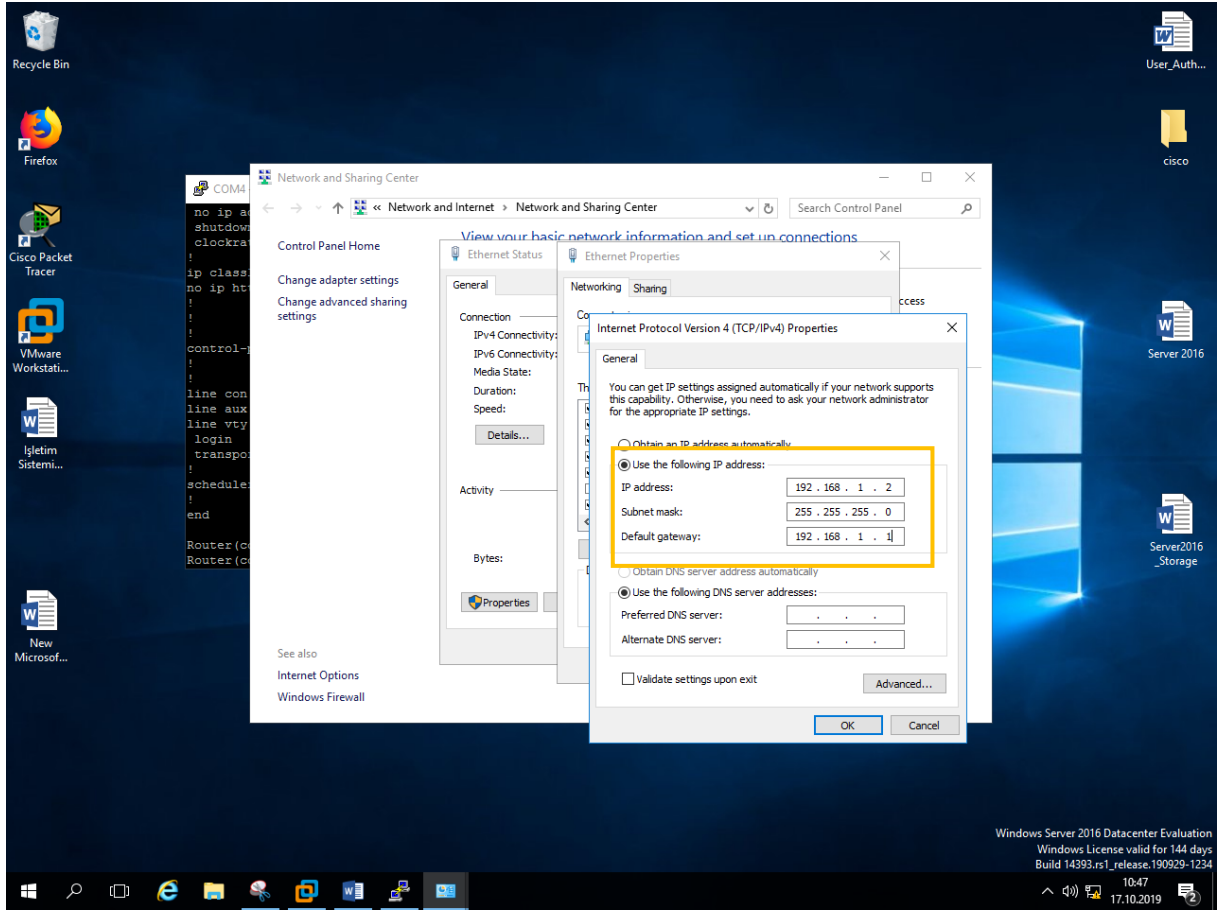 Recycle Bin
User_Auth...
Firefox
cisco
Cisco Packet
Tracer
VMware
Workstati...
Server 2016
İşletim
Sistemi...
Server2016
_Storage
New
Microsof...
COM4
no ip
shutdow
clockra
!
ip class
no ip ht
!
!
!
control-
!
!
line con
line aux
line vty
login
transpo
!
schedule
!
end
Router(c
Router(c
Network and Sharing Center
« Network and Internet > Network and Sharing Center
Search Control Panel
Control Panel Home
Change adapter settings
Change advanced sharing
settings
See also
Internet Options
Windows Firewall
View your basic network information and set up connections
ccess
Ethernet Status
General
Connection
IPv4 Connectivity:
IPv6 Connectivity:
Media State:
Duration:
Speed:
Details...
Activity
Bytes:
Properties
Ethernet Properties
Networking Sharing
Co
Th
Internet Protocol Version 4 (TCP/IPv4) Properties
General
You can get IP settings assigned automatically if your network supports
this capability. Otherwise, you need to ask your network administrator
for the appropriate IP settings.
Obtain an IP address automatically
Use the following IP address:
IP address: 192 . 168 . 1 . 2
Subnet mask: 255 . 255 . 255 . 0
Default gateway: 192 . 168 . 1 . 1
Obtain DNS server address automatically
Use the following DNS server addresses:
Preferred DNS server: . . .
Alternate DNS server: . . .
Validate settings upon exit
Advanced...
OK Cancel
Windows Server 2016 Datacenter Evaluation
Windows License valid for 144 days
Build 14393.rs1_release.190929-1234
10:47
17.10.2019
2